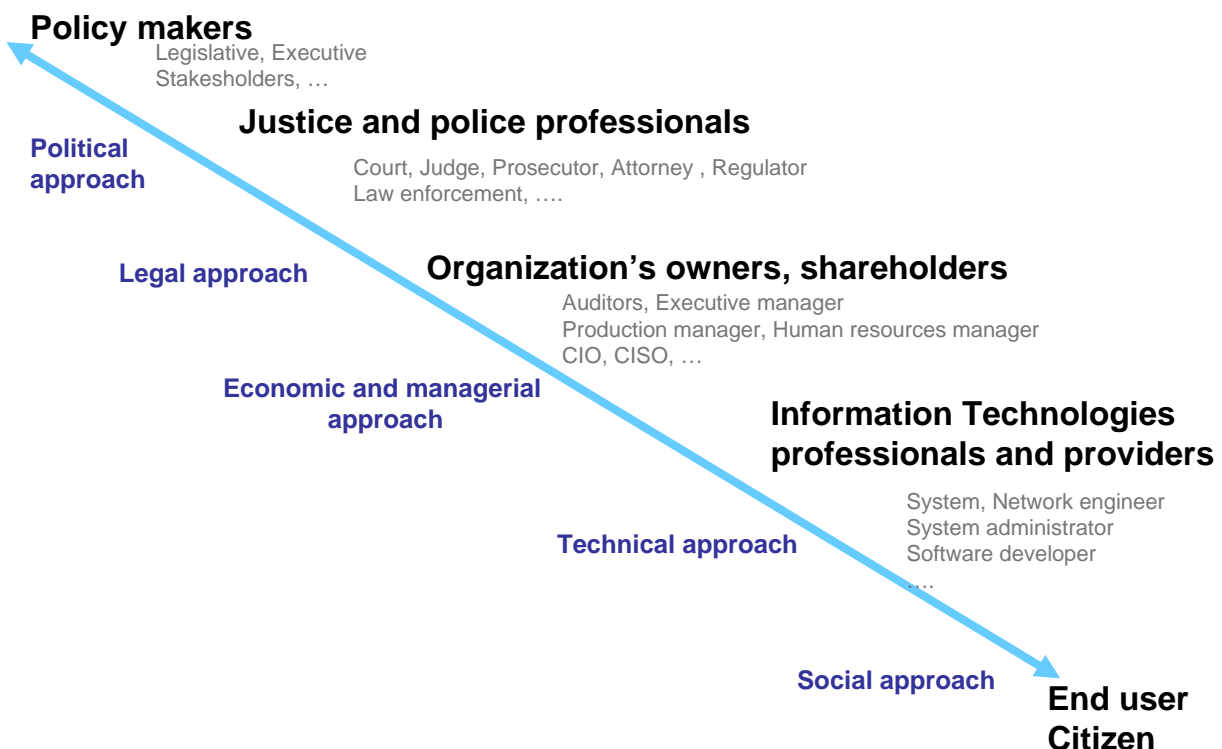 Policy makers
Legislative, Executive
Stakesholders, …
Justice and police professionals
Political
approach
Court, Judge, Prosecutor, Attorney , Regulator
Law enforcement, ….
Legal approach
Organization’s owners, shareholders
Auditors, Executive manager
Production manager, Human resources manager
CIO, CISO, …
Economic and managerial
approach
Information Technologies
professionals and providers
System, Network engineer
System administrator
Software developer
….
Technical approach
Social approach
End user
Citizen